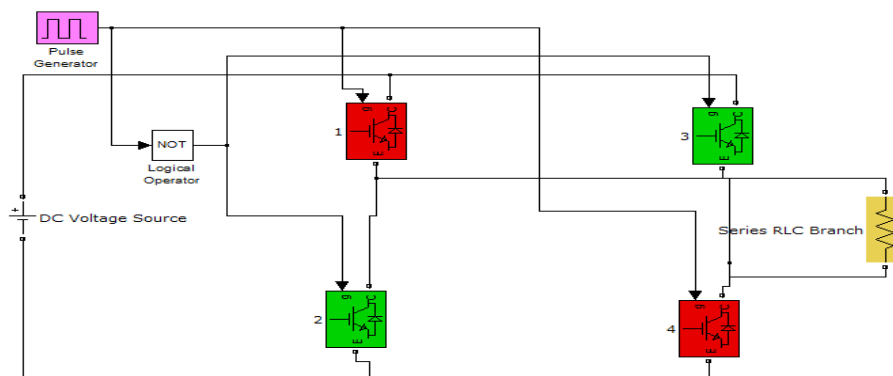 Pulse
Generator
g
C
1
E
g
C
3
E
NOT
Logical
Operator
+
DC Voltage Source
Series RLC Branch
g
C
2
E
g
C
4
E